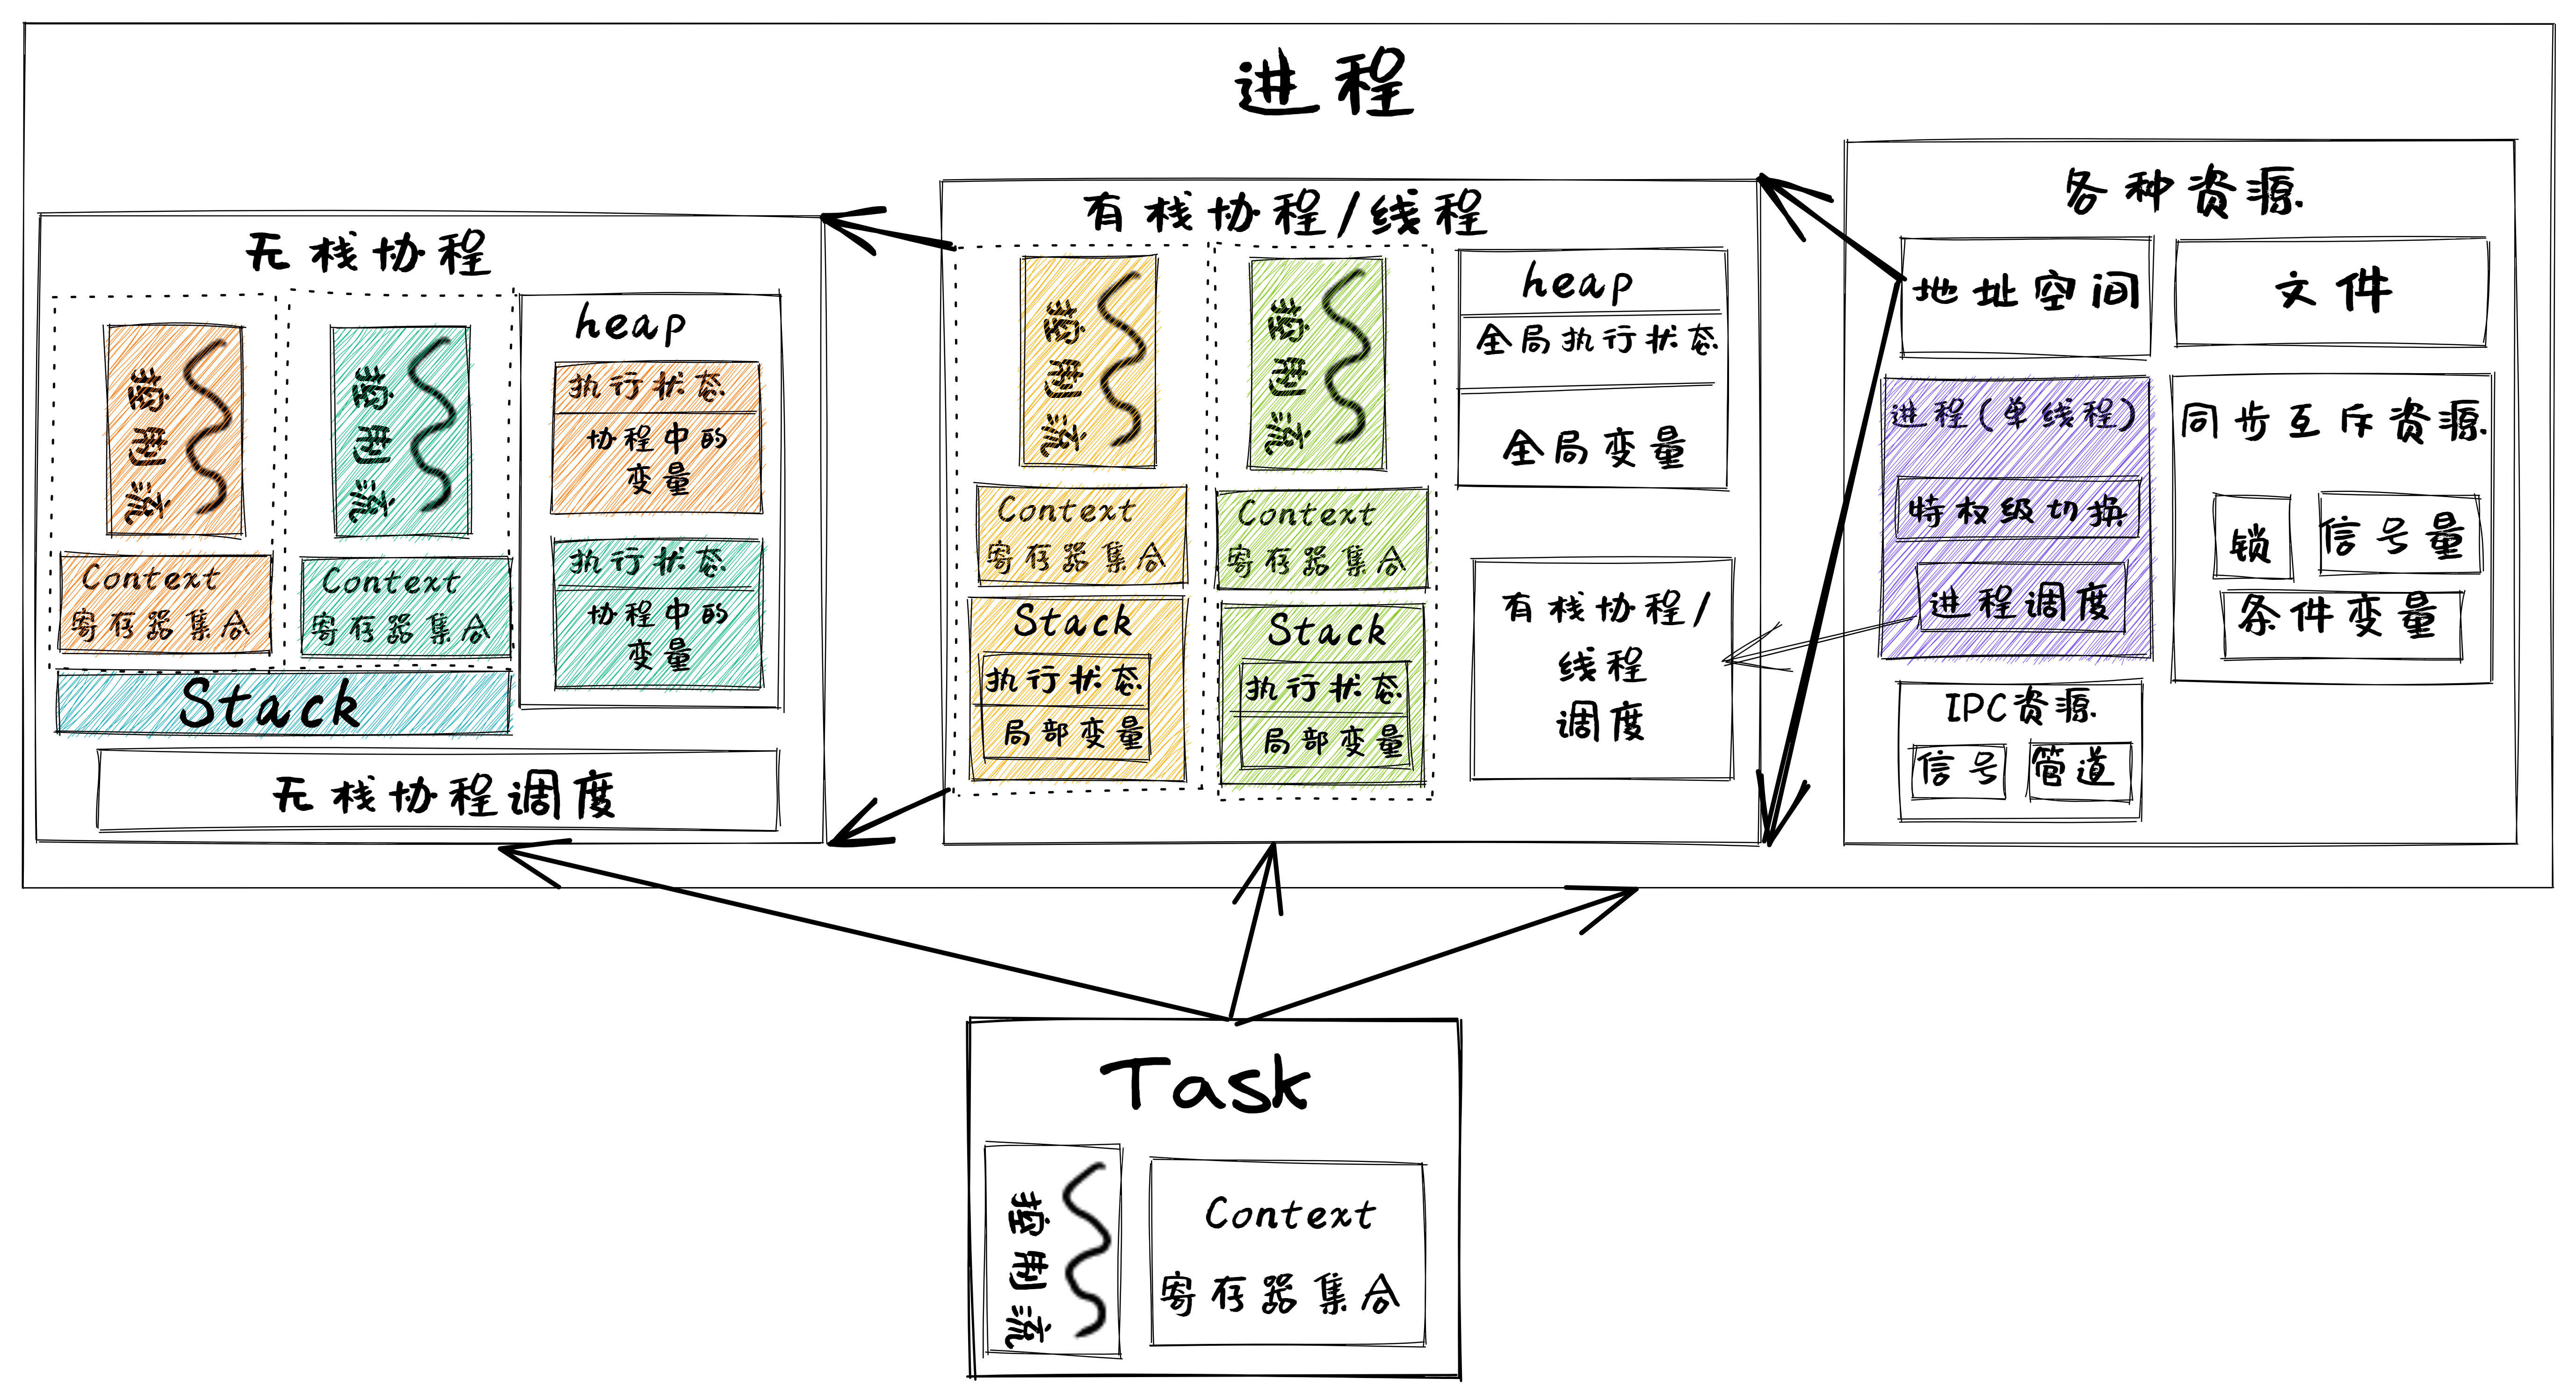 进程
无栈协程
控制流
控制流
Context
寄存器集合
Context
寄存器集合
Stack
heap
执行状态
协程中的
变量
执行状态
协程中的
变量
无栈协程调度
有栈协程/线程
控制流
控制流
Context
寄存器集合
Context
寄存器集合
Stack
执行状态
局部变量
Stack
执行状态
局部变量
heap
全局执行状态
全局变量
有栈协程/
线程
调度
各种资源
地址空间
文件
进程(单线程)
特权级切换
进程调度
同步互斥资源
锁
信号量
条件变量
IPC资源
信号
管道
Task
控制流
Context
寄存器集合